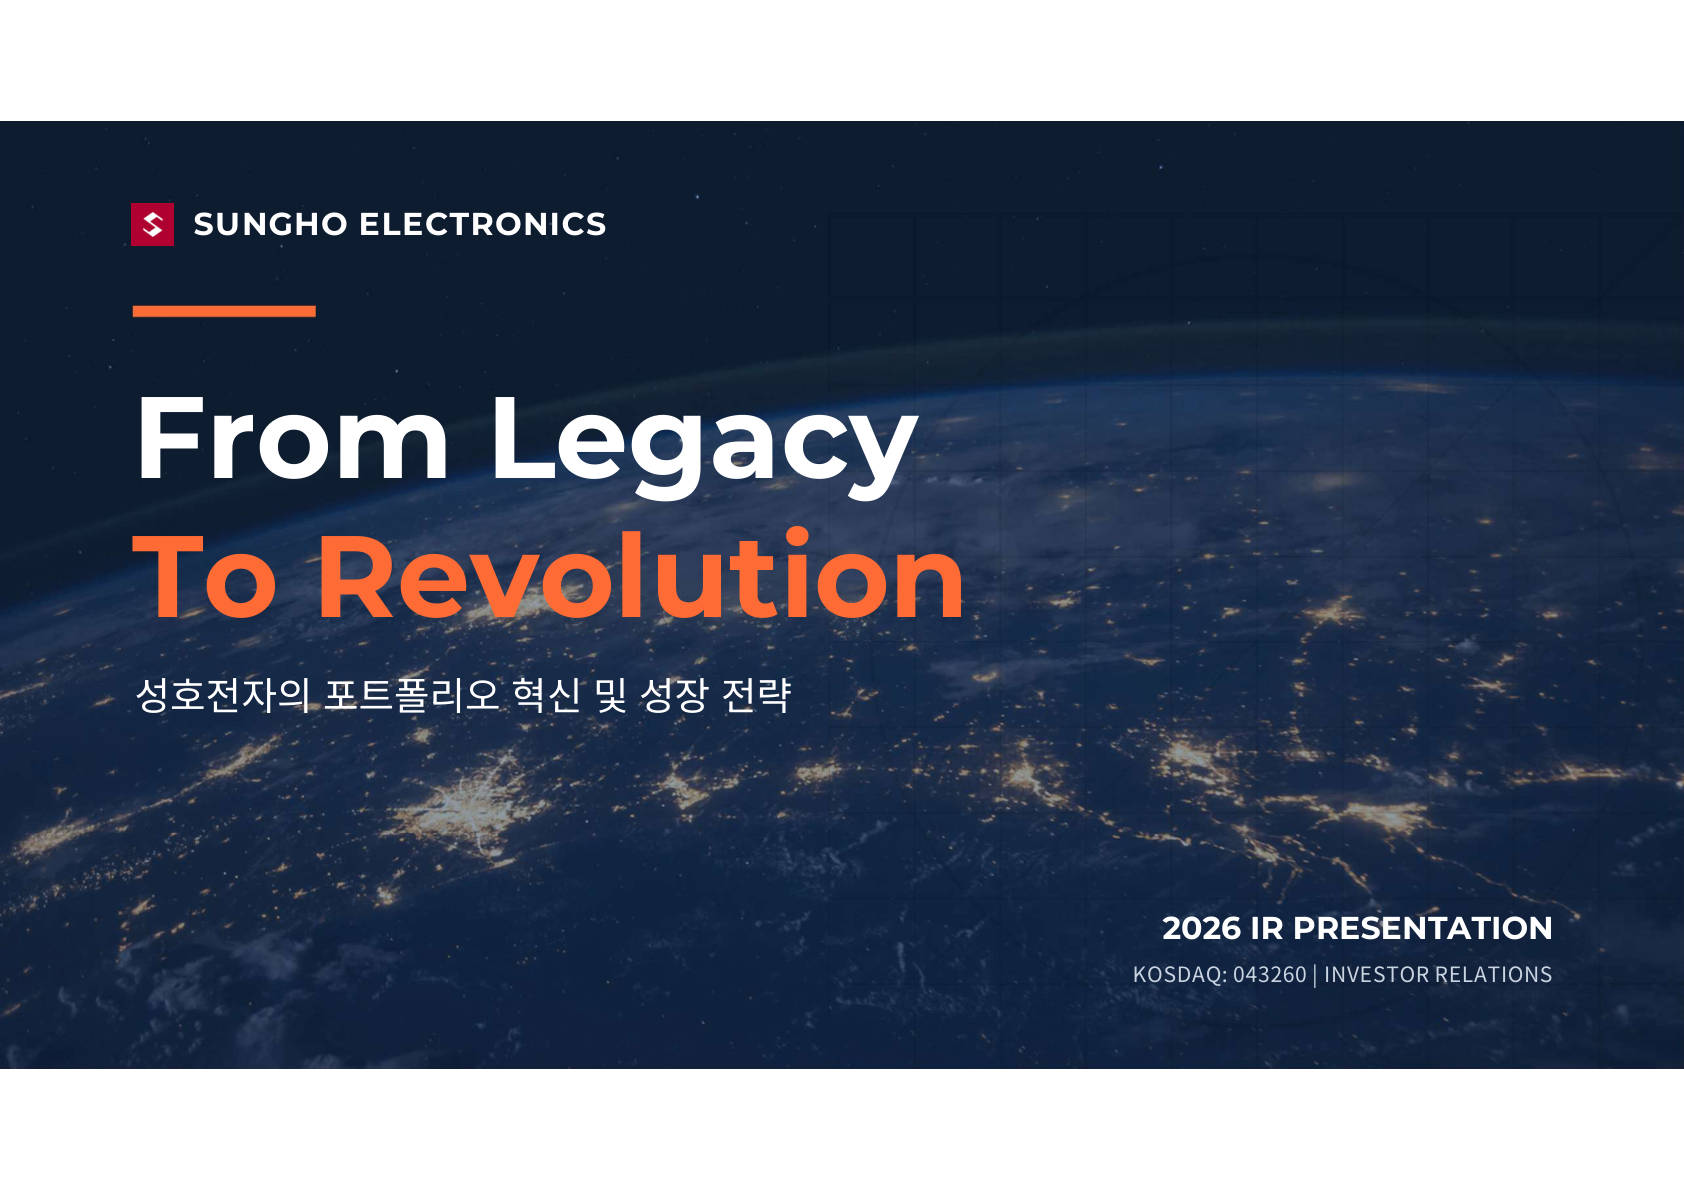 SUNGHO ELECTRONICS
From Legacy
To Revolution
성호전자의 포트폴리오 혁신 및 성장 전략
2026 IR PRESENTATION
KOSDAQ: 043260 | INVESTOR RELATIONS